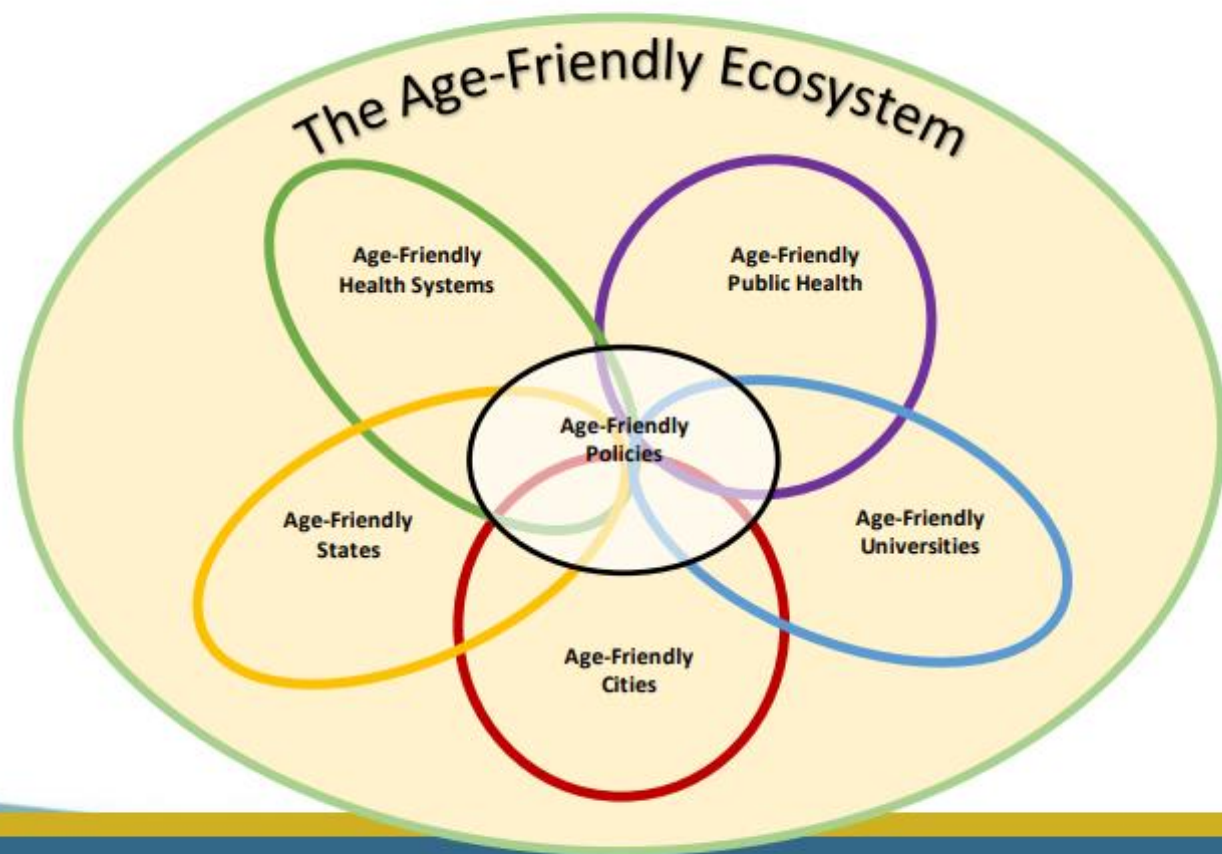 The Age-Friendly Ecosystem
Age-Friendly
Health Systems
Age-Friendly
Public Health
Age-Friendly
Policies
Age-Friendly
States
Age-Friendly
Universities
Age-Friendly
Cities